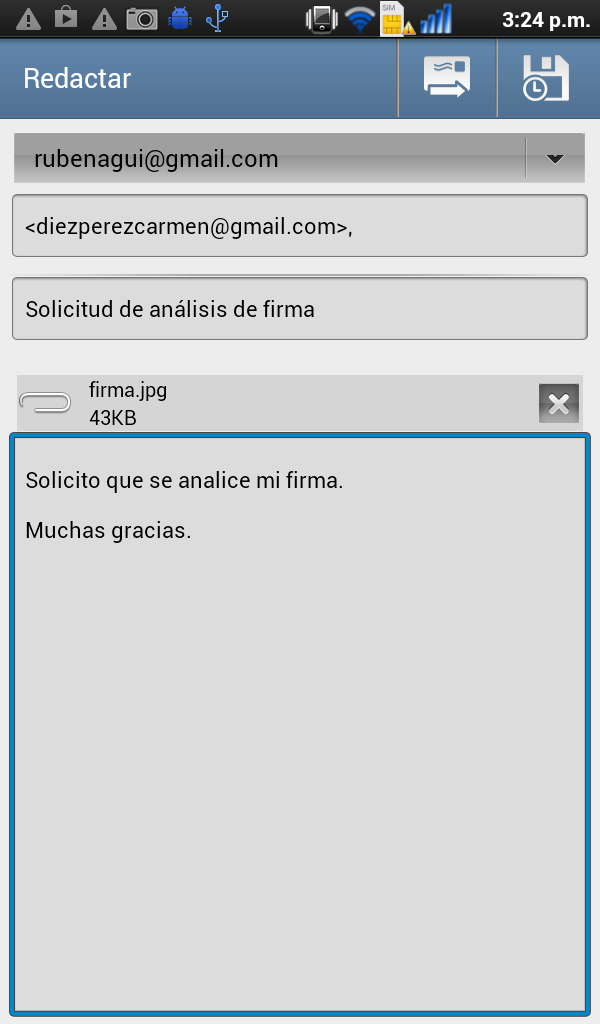 SIM
3:24 p.m.
Redactar
rubenagui@gmail.com
<diezperezcarmen@gmail.com>,
Solicitud de análisis de firma
firma.jpg
43KB
Solicito que se analice mi firma.
Muchas gracias.